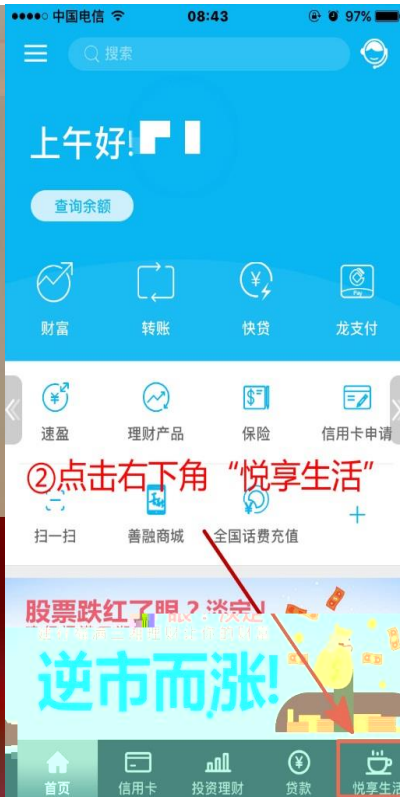 中国电信 08:43 97%
搜索
上午好!
查询余额
财富 转账 快贷 龙支付
速盈 理财产品 保险 信用卡申请
②点击右下角“悦享生活”
扫一扫 善融商城 全国话费充值
股票跌红了眼?淡定!
逆市而涨!
首页 信用卡 投资理财 贷款 悦享生活